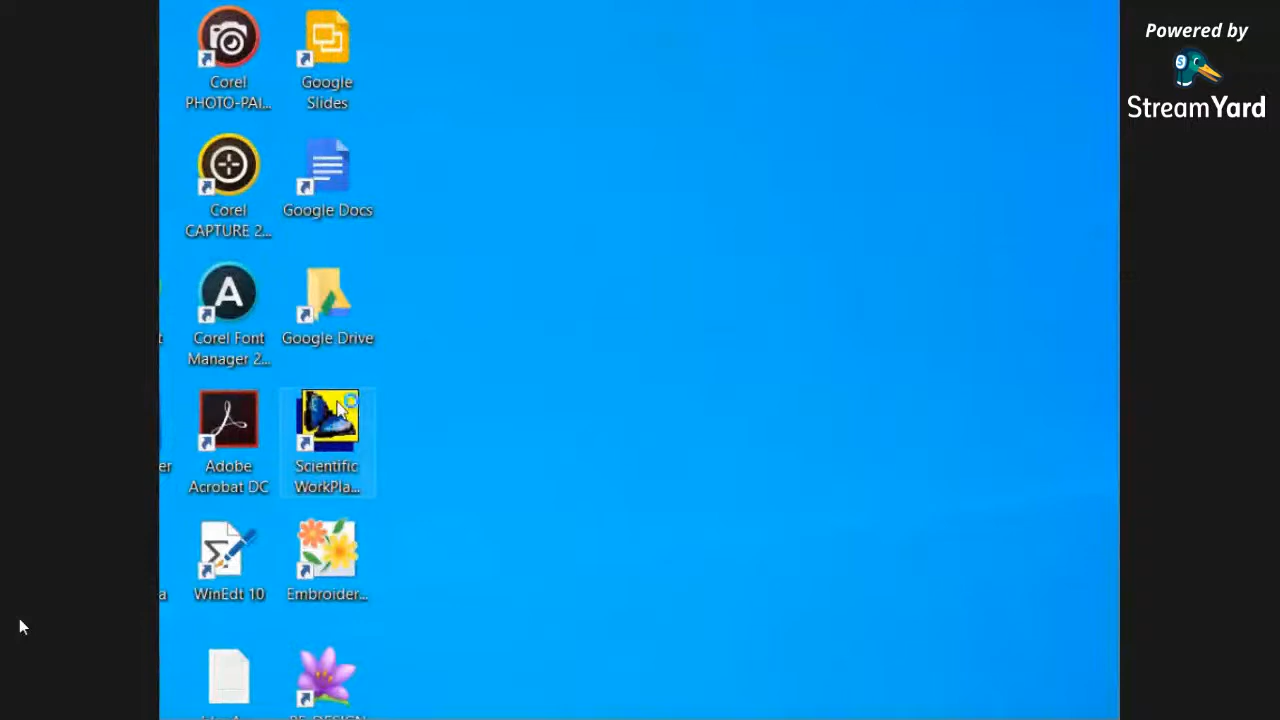 Powered by
StreamYard
Corel
PHOTO-PAI...
Google
Slides
Corel
CAPTURE 2...
Google Docs
Corel Font
Manager 2...
Google Drive
Adobe
Acrobat DC
Scientific
WorkPla...
WinEdt 10
Embroider...